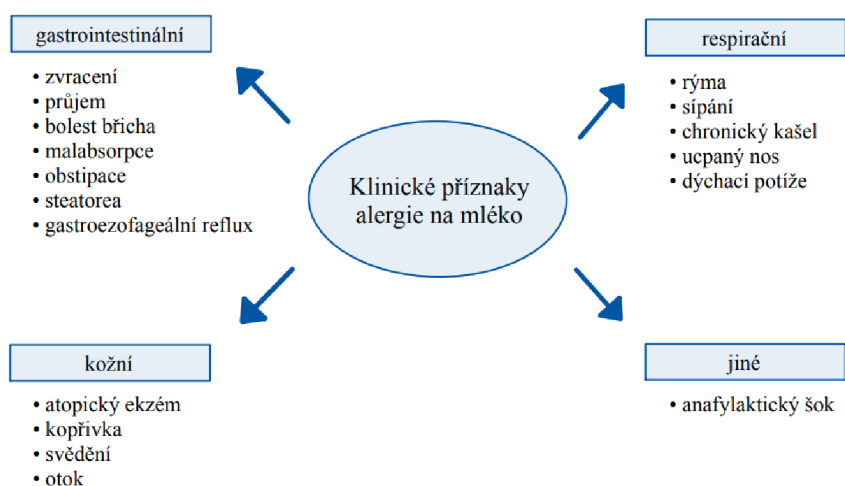 gastrointestinální
• zvracení
• průjem
• bolest břicha
• malabsorpce
• obstipace
• steatorea
• gastroezofageální reflux
respirační
• rýma
• sípání
• chronický kašel
• ucpaný nos
• dýchací potíže
Klinické příznaky
alergie na mléko
kožní
• atopický ekzém
• kopřivka
• svědění
• otok
jiné
• anafylaktický šok